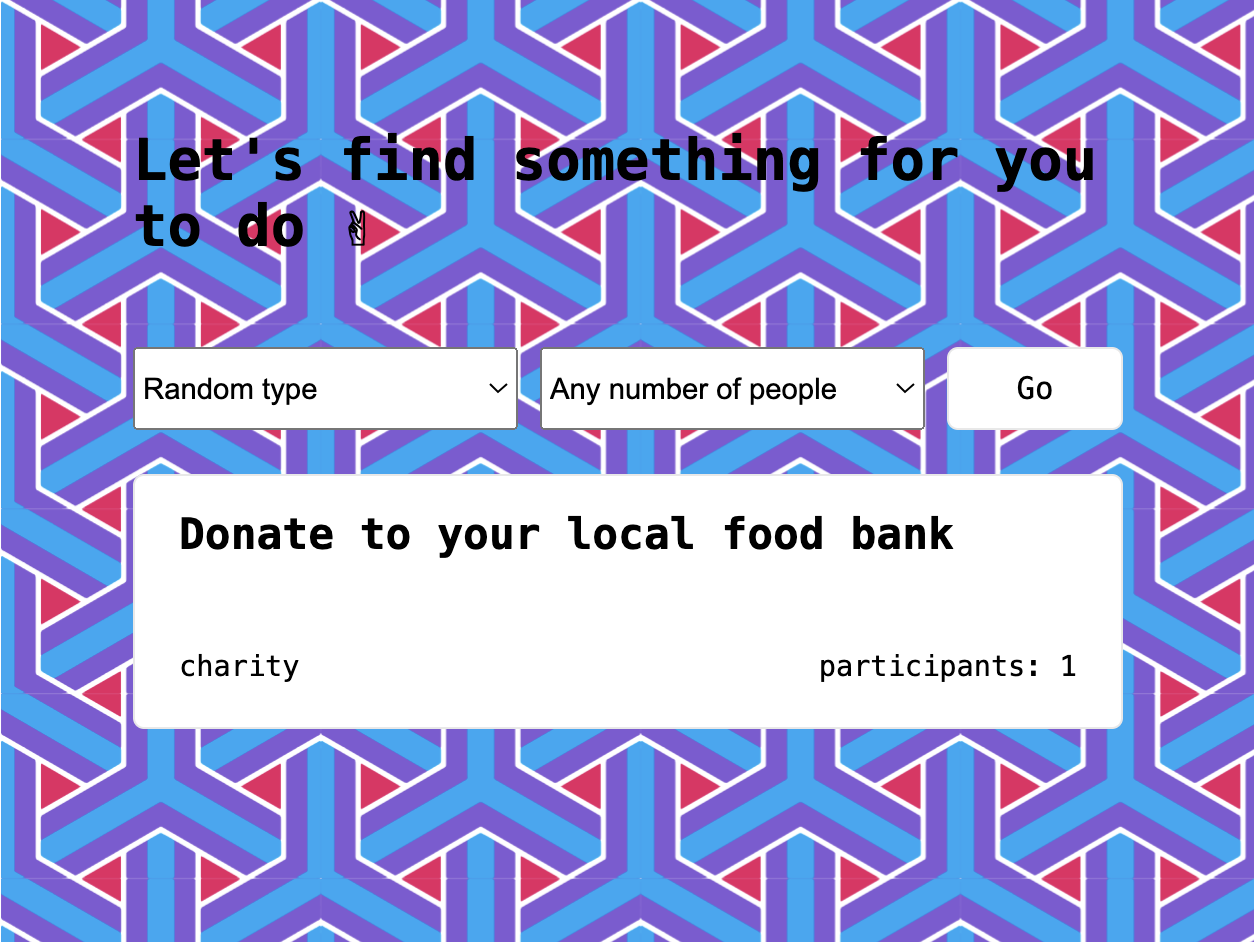 Let's find something for you
to do ✌
Random type
Any number of people
Go
Donate to your local food bank
charity
participants: 1